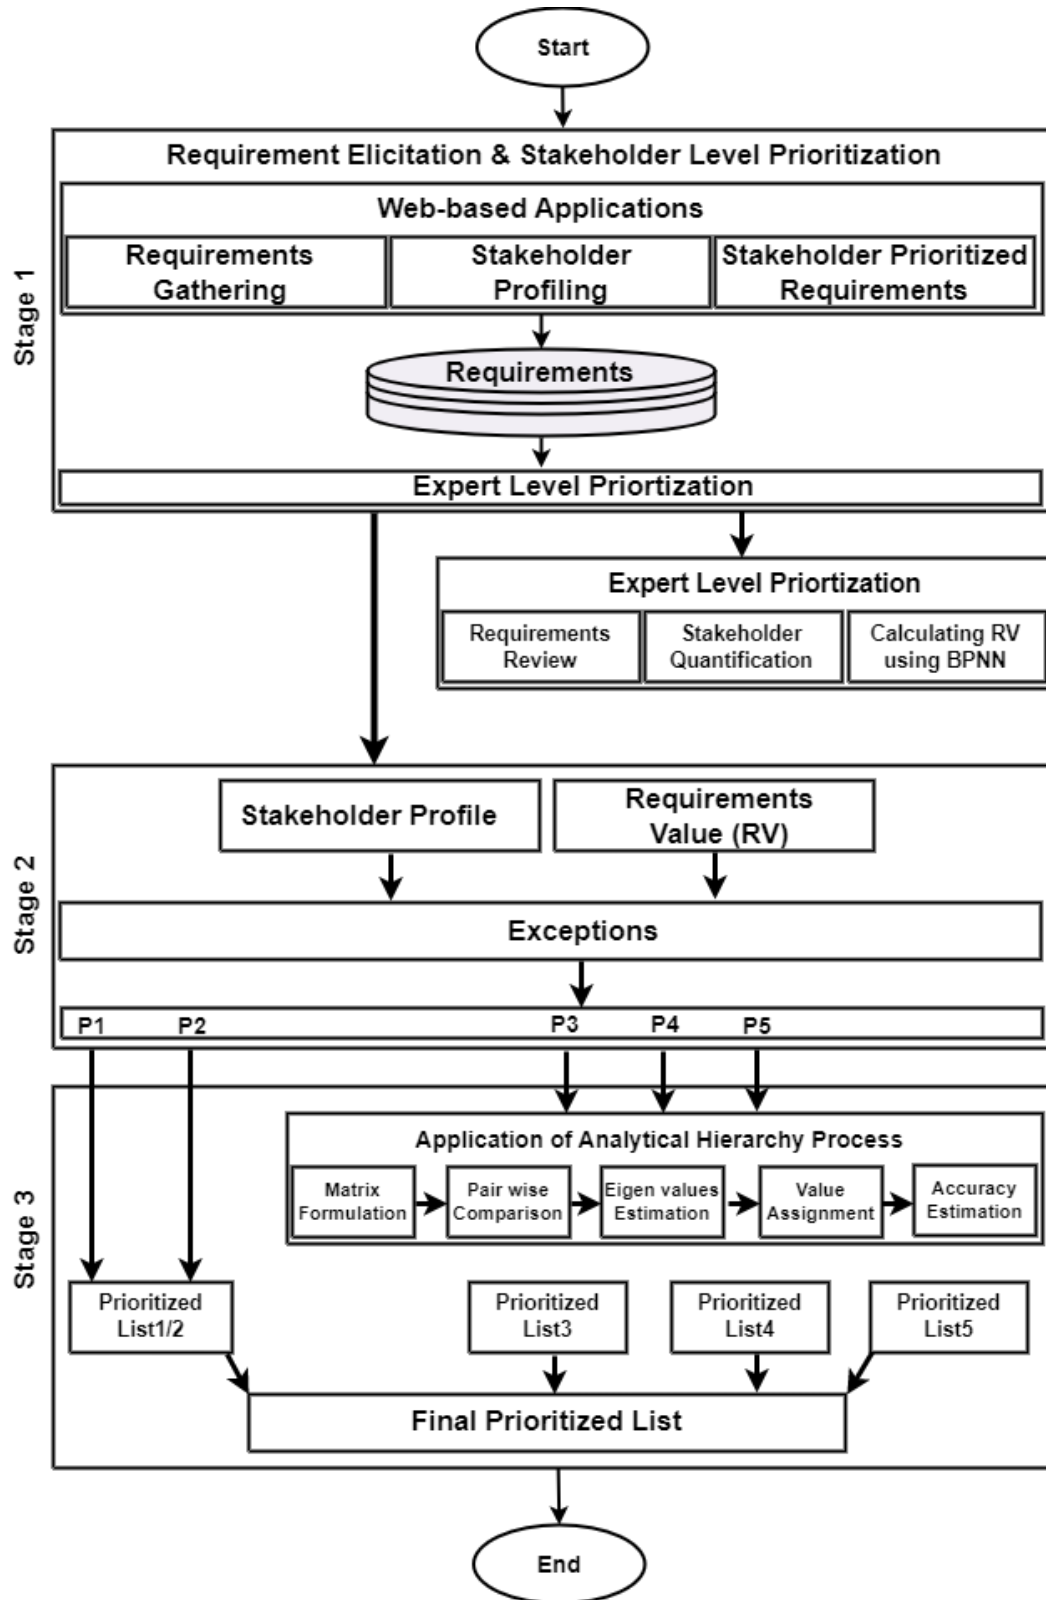 Start
Requirement Elicitation & Stakeholder Level Prioritization
Web-based Applications
Requirements
Gathering
Stakeholder
Profiling
Stakeholder Prioritized
Requirements
Stage 1
Requirements
Expert Level Priortization
Expert Level Priortization
Requirements
Review
Stakeholder
Quantification
Calculating RV
using BPNN
Stage 2
Stakeholder Profile
Requirements
Value (RV)
Exceptions
P1
P2
P3
P4
P5
Stage 3
Application of Analytical Hierarchy Process
Matrix
Formulation
Pair wise
Comparison
Eigen values
Estimation
Value
Assignment
Accuracy
Estimation
Prioritized
List1/2
Prioritized
List3
Prioritized
List4
Prioritized
List5
Final Prioritized List
End